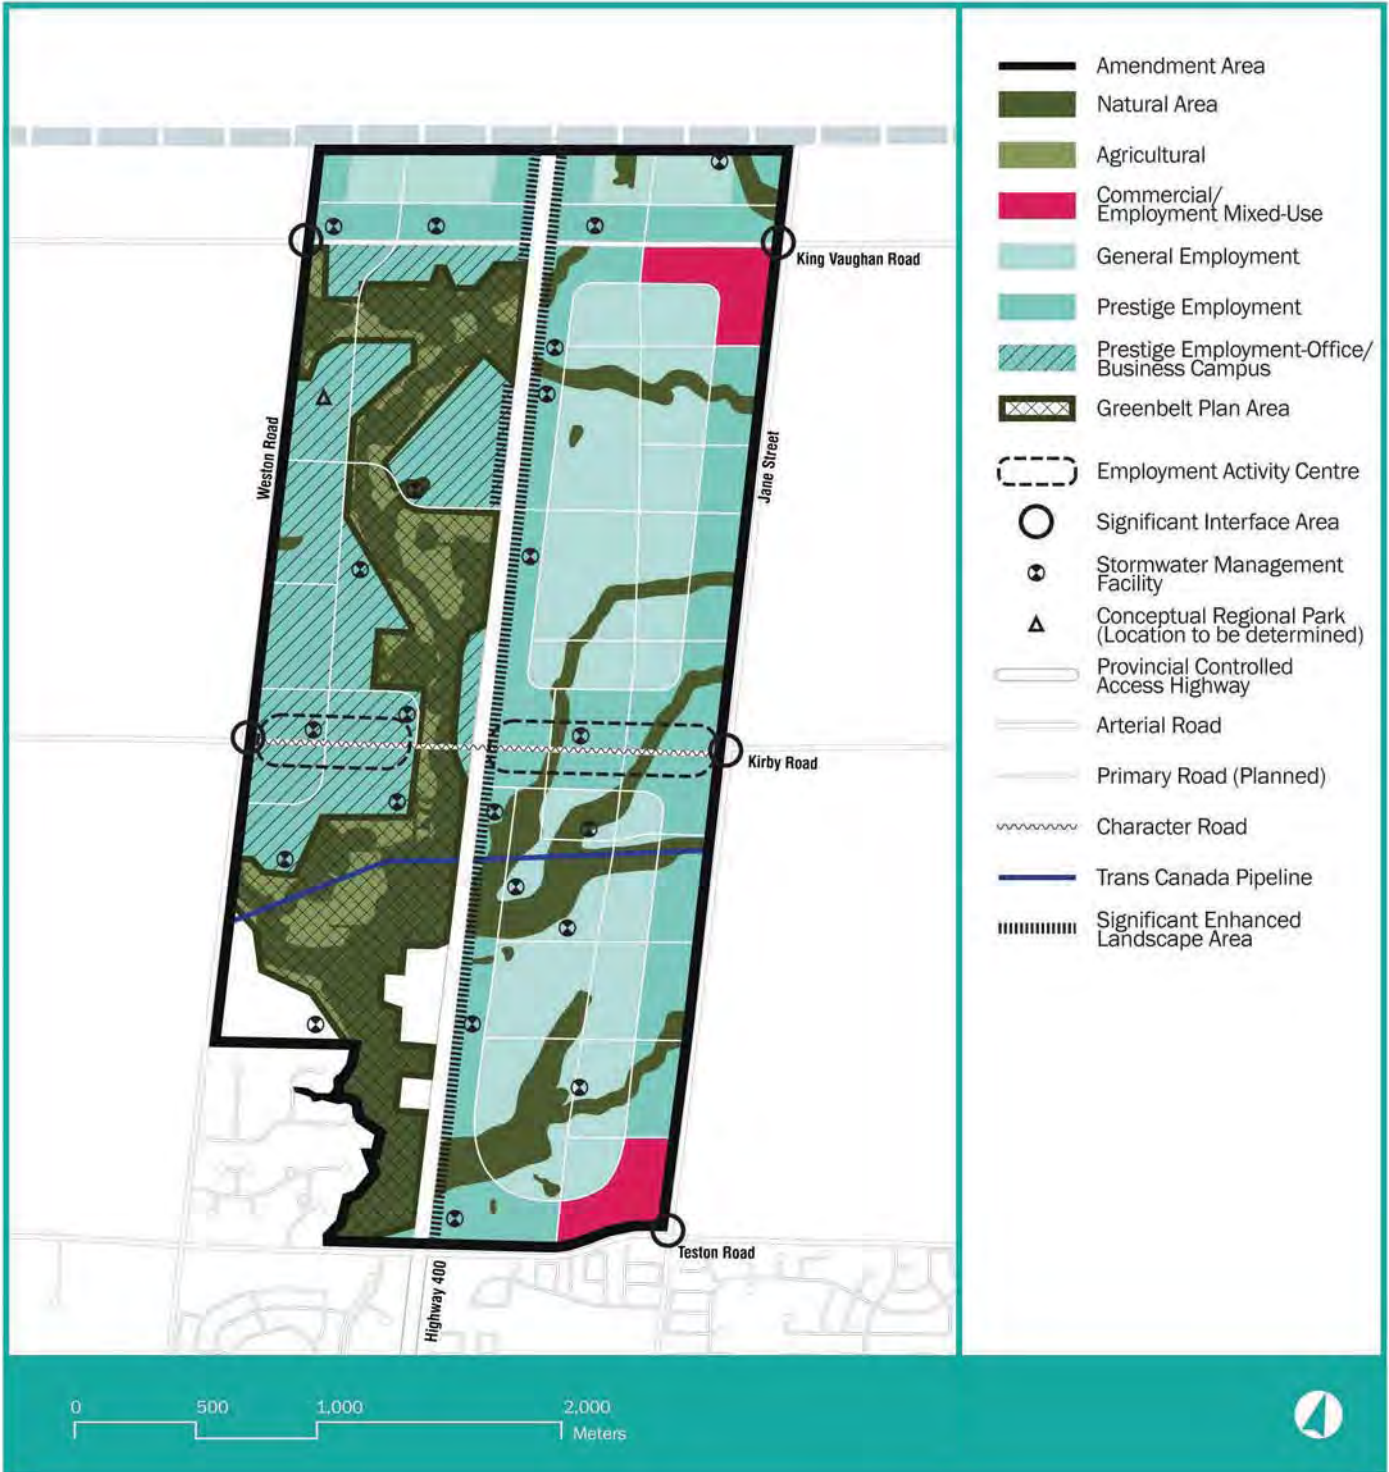 Amendment Area
Natural Area
Agricultural
Commercial/
Employment Mixed-Use
General Employment
Prestige Employment
Prestige Employment-Office/
Business Campus
Greenbelt Plan Area
Employment Activity Centre
Significant Interface Area
Stormwater Management
Facility
Conceptual Regional Park
(Location to be determined)
Provincial Controlled
Access Highway
Arterial Road
Primary Road (Planned)
Character Road
Trans Canada Pipeline
Significant Enhanced
Landscape Area
King Vaughan Road
Weston Road
Jane Street
Kirby Road
Teston Road
Highway 400
0 500 1,000 2,000
Meters